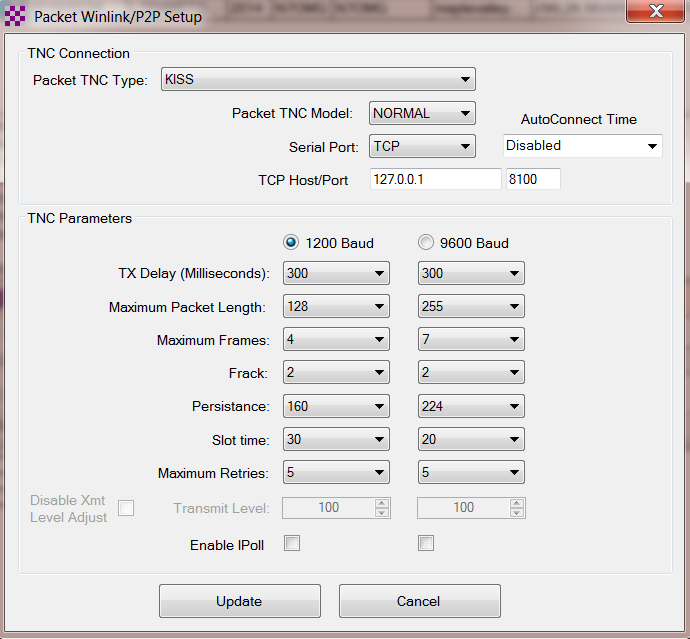 Packet Winlink/P2P Setup
TNC Connection
Packet TNC Type: KISS
Packet TNC Model: NORMAL
AutoConnect Time
Serial Port: TCP Disabled
TCP Host/Port 127.0.0.1 8100
TNC Parameters
1200 Baud 9600 Baud
TX Delay (Milliseconds): 300 300
Maximum Packet Length: 128 255
Maximum Frames: 4 7
Frack: 2 2
Persistance: 160 224
Slot time: 30 20
Maximum Retries: 5 5
Disable Xmt
Level Adjust Transmit Level: 100 100
Enable IPoll
Update Cancel